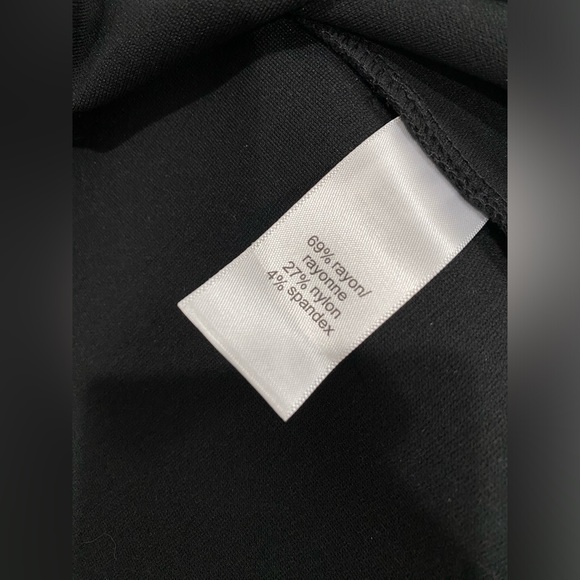 69% rayon/
rayonne
27% nylon
4% spandex